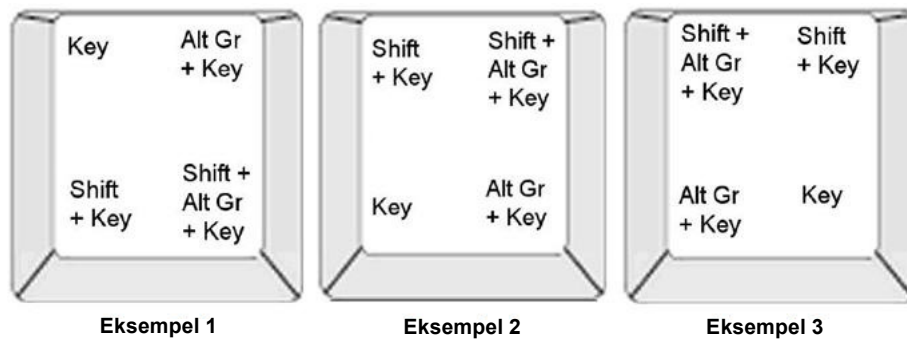 Key
Alt Gr
+ Key
Shift
+ Key
Shift +
Alt Gr
+ Key
Eksempel 1
Shift
+ Key
Shift +
Alt Gr
+ Key
Key
Alt Gr
+ Key
Eksempel 2
Shift +
Alt Gr
+ Key
Shift
+ Key
Alt Gr
+ Key
Key
Eksempel 3